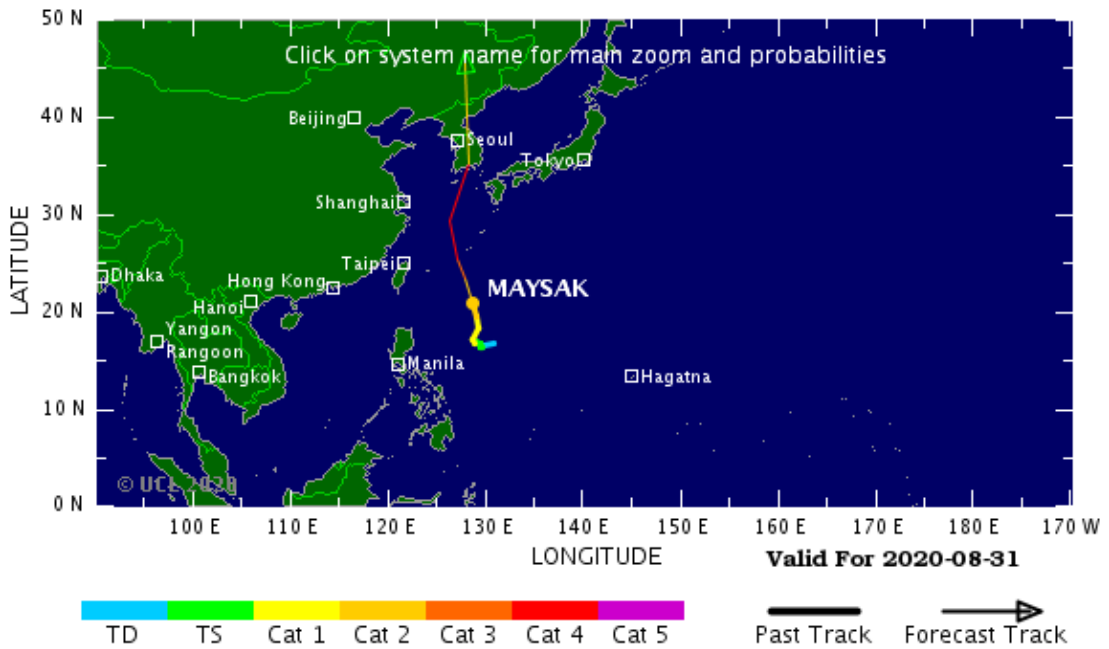 50 N
Click on system name for main zoom and probabilities
40 N
Beijing
Seoul
Tokyo
LATITUDE
30 N
Shanghai
Taipei
Dhaka
Hong Kong
MAYSAK
20 N
Hanoi
Yangon
Rangoon
Manila
Bangkok
Hagatna
10 N
© UCL 2020
0 N
100 E 110 E 120 E 130 E 140 E 150 E 160 E 170 E 180 E 170 W
LONGITUDE
Valid For 2020-08-31
TD TS Cat 1 Cat 2 Cat 3 Cat 4 Cat 5 Past Track Forecast Track